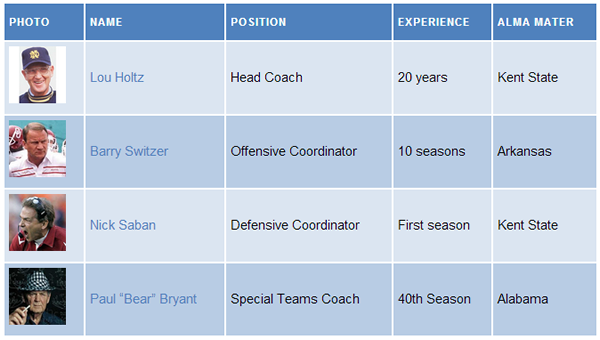 PHOTO NAME POSITION EXPERIENCE ALMA MATER
Lou Holtz Head Coach 20 years Kent State
Barry Switzer Offensive Coordinator 10 seasons Arkansas
Nick Saban Defensive Coordinator First season Kent State
Paul “Bear” Bryant Special Teams Coach 40th Season Alabama